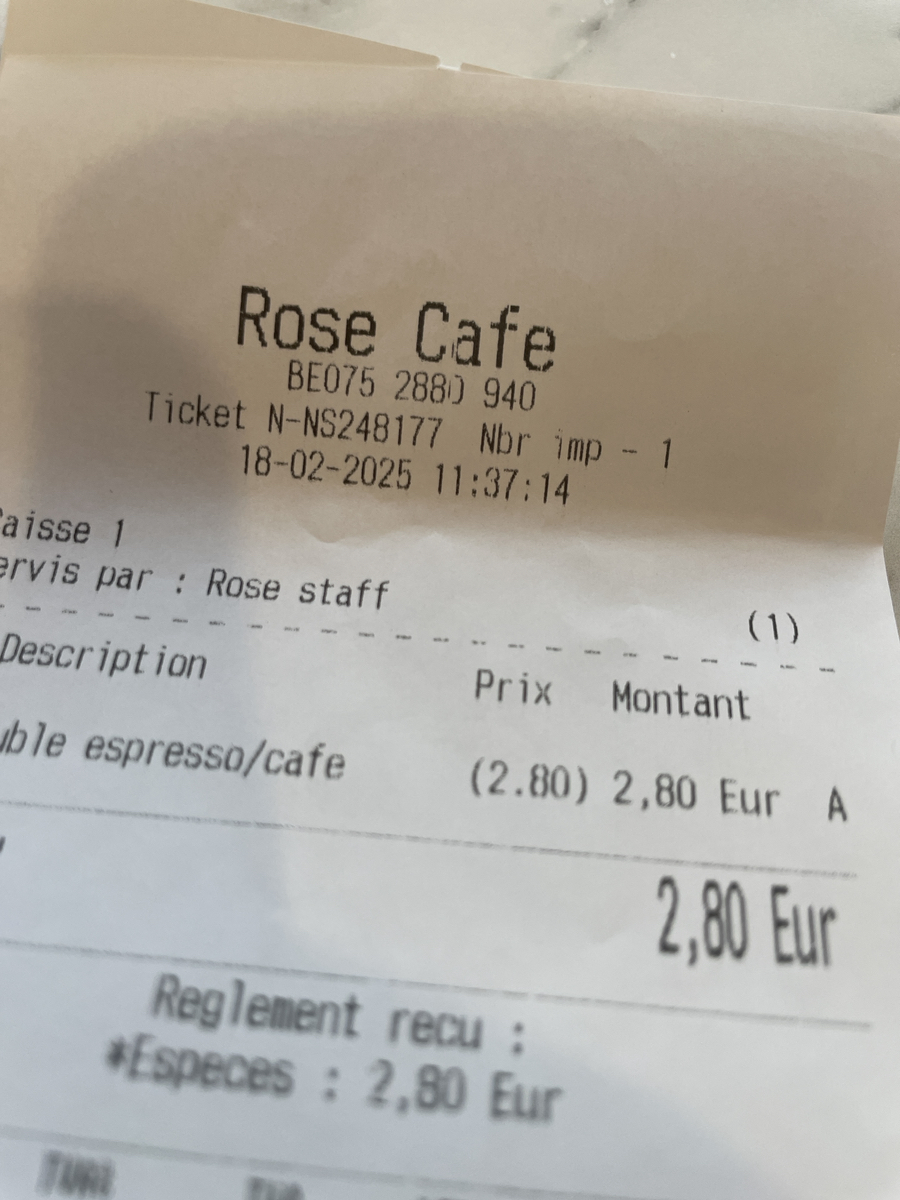 Rose Cafe
BE075 2880 940
Ticket N-NS248177 Nbr imp - 1
18-02-2025 11:37:14
aisse 1
ervis par : Rose staff
(1)
Description Prix Montant
uble espresso/cafe (2.80) 2,80 Eur A
2,80 Eur
Reglement recu :
*Especes : 2,80 Eur